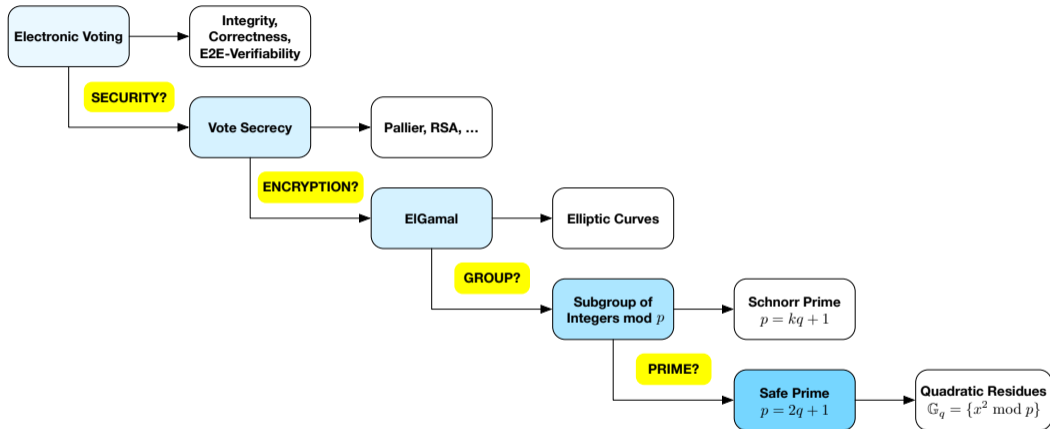 Electronic Voting
Integrity,
Correctness,
E2E-Verifiability
SECURITY?
Vote Secrecy
Pallier, RSA, ...
ENCRYPTION?
ElGamal
Elliptic Curves
GROUP?
Subgroup of
Integers mod p
Schnorr Prime
p = kq + 1
PRIME?
Safe Prime
p = 2q + 1
Quadratic Residues
𝔾_q = {x² mod p}